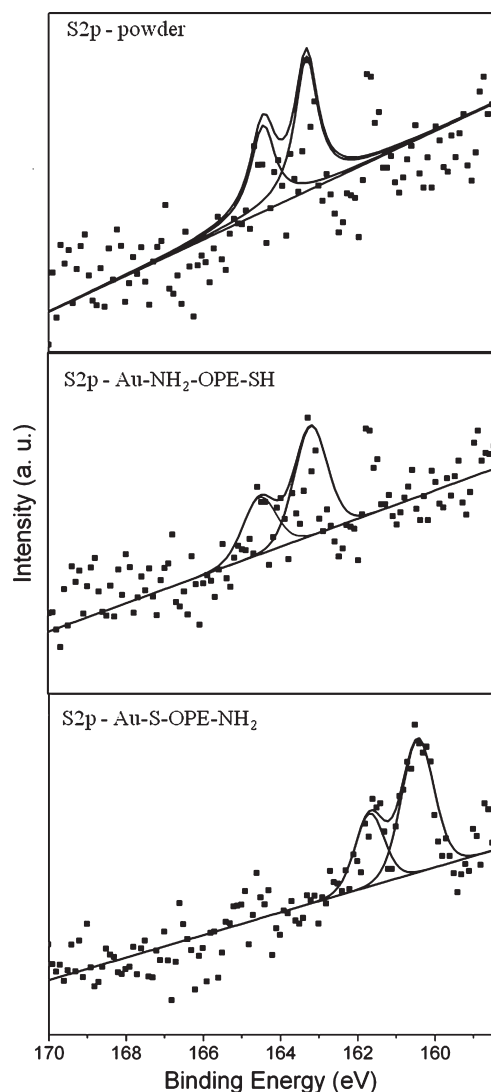 S2p - powder
S2p - Au-NH₂-OPE-SH
S2p - Au-S-OPE-NH₂
Intensity (a. u.)
170 168 166 164 162 160
Binding Energy (eV)